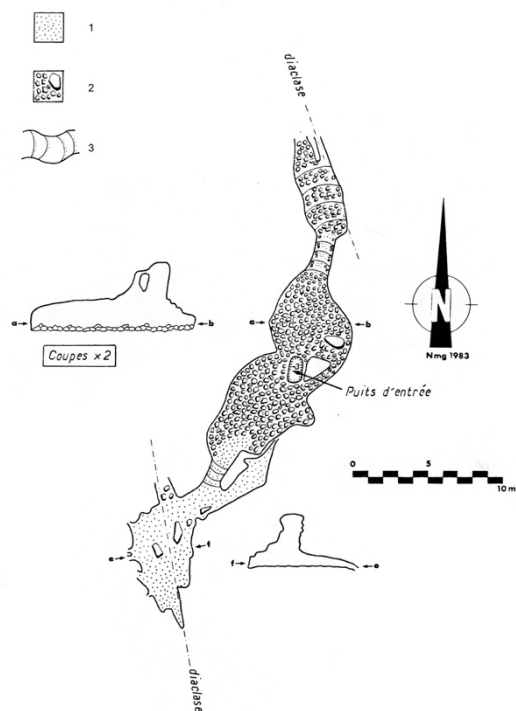 1
2
3
diaclase
a
b
a
b
Coupes x2
N
Nmg 1983
Puits d'entrée
0
5
10 m
e
f
f
e
diaclase